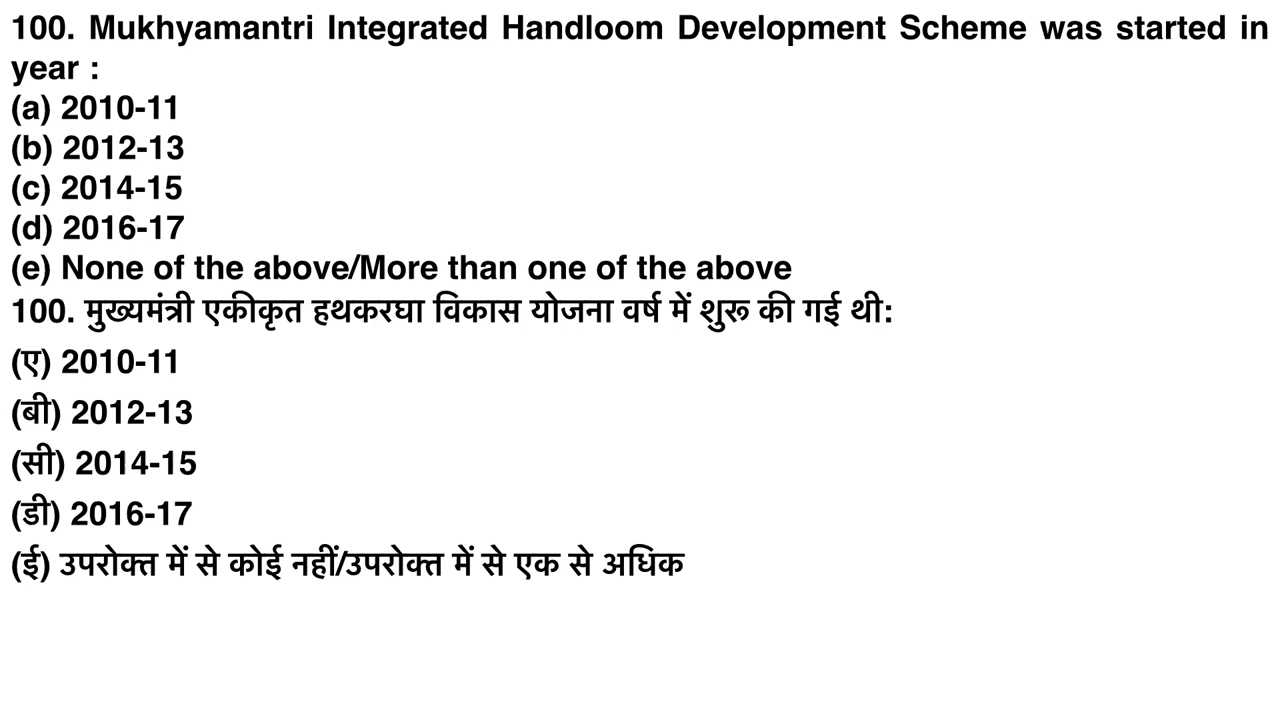 100. Mukhyamantri Integrated Handloom Development Scheme was started in
year :
(a) 2010-11
(b) 2012-13
(c) 2014-15
(d) 2016-17
(e) None of the above/More than one of the above
100. मुख्यमंत्री एकीकृत हथकरघा विकास योजना वर्ष में शुरू की गई थी:
(ए) 2010-11
(बी) 2012-13
(सी) 2014-15
(डी) 2016-17
(ई) उपरोक्त में से कोई नहीं/उपरोक्त में से एक से अधिक